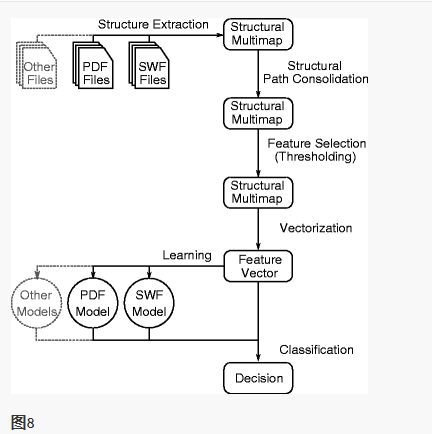 Structure Extraction
Structural
Multimap
Other
Files
PDF
Files
SWF
Files
Structural
Path Consolidation
Structural
Multimap
Feature Selection
(Thresholding)
Structural
Multimap
Vectorization
Learning
Feature
Vector
Other
Models
PDF
Model
SWF
Model
Classification
Decision
图8